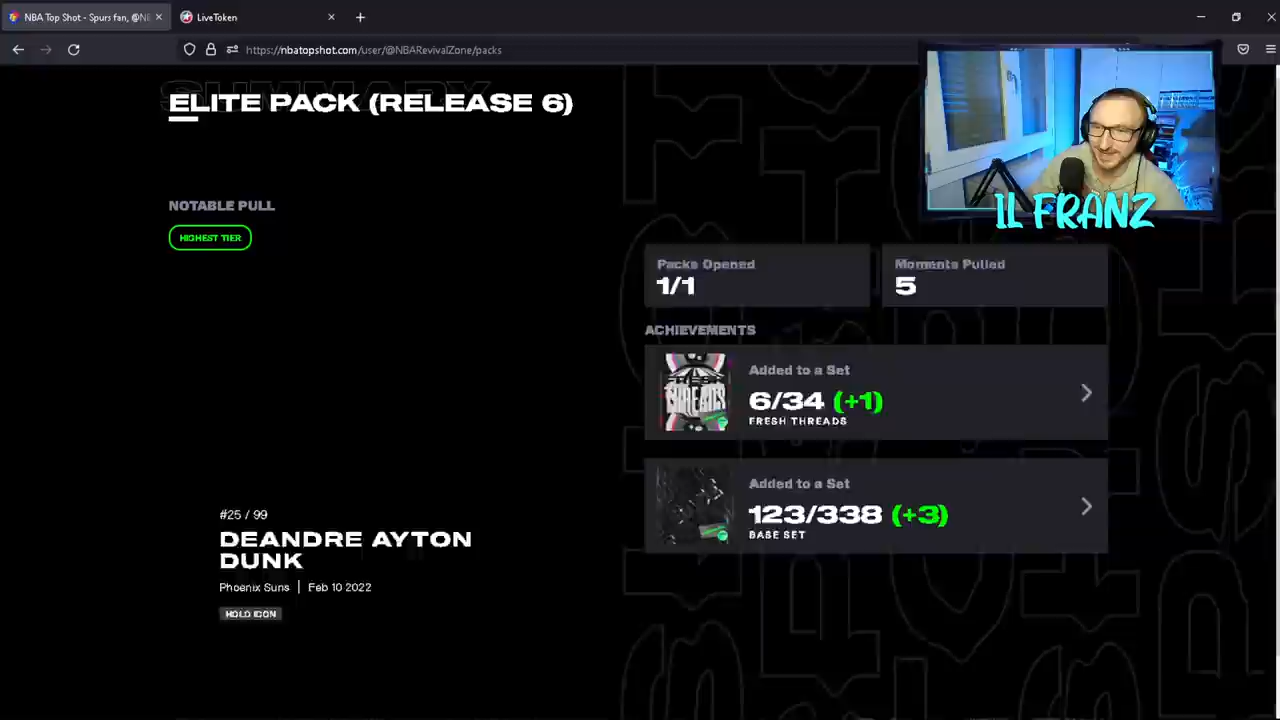 NBA Top Shot - Spurs fan, @NB
LiveToken
https://nbatopshot.com/user/@NBARevivalZone/packs
SUMMARY
ELITE PACK (RELEASE 6)
NOTABLE PULL
HIGHEST TIER
IL FRANZ
Packs Opened
1/1
Moments Pulled
5
ACHIEVEMENTS
THREADS
Added to a Set
6/34 (+1)
FRESH THREADS
Added to a Set
123/338 (+3)
BASE SET
#25 / 99
DEANDRE AYTON
DUNK
Phoenix Suns | Feb 10 2022
HOLO ICON